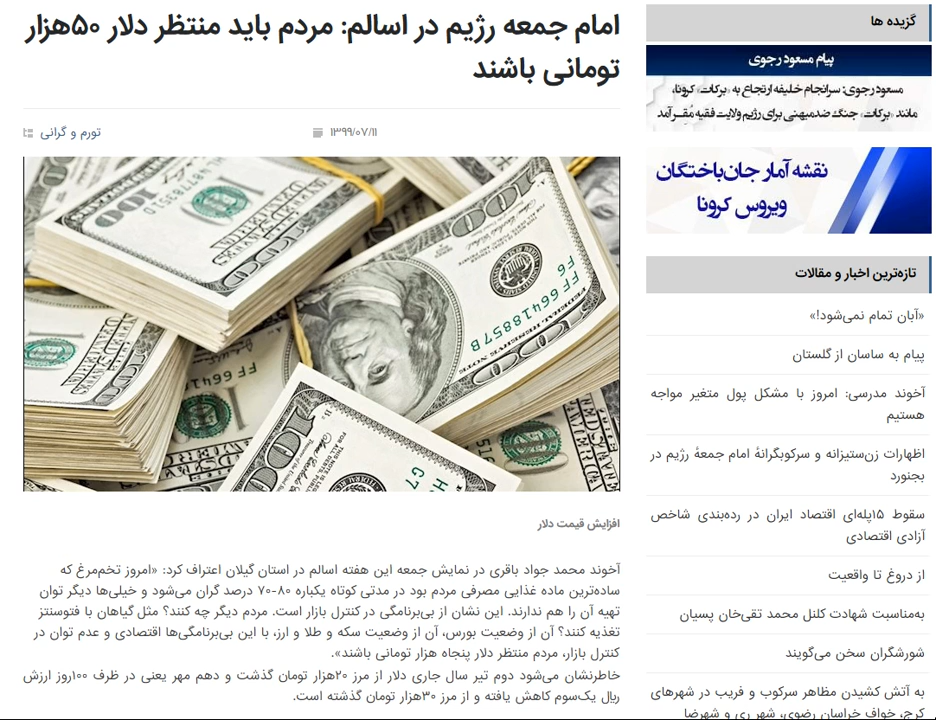 امام جمعه رژیم در اسالم: مردم باید منتظر دلار ۵۰هزار
تومانی باشند
۱۳۹۹/۰۷/۱۱
تورم و گرانی
افزایش قیمت دلار
آخوند محمد جواد باقری در نمایش جمعه این هفته اسالم در استان گیلان اعتراف کرد: «امروز تخم‌مرغ که
ساده‌ترین ماده غذایی مصرفی مردم بود در مدتی کوتاه یکباره ۸۰-۷۰ درصد گران می‌شود و خیلی‌ها دیگر توان
تهیه آن را هم ندارند. این نشان از بی‌برنامگی در کنترل بازار است. مردم دیگر چه کنند؟ مثل گیاهان با فتوسنتز
تغذیه کنند؟ آن از وضعیت بورس، آن از وضعیت سکه و طلا و ارز، با این بی‌برنامگی‌ها اقتصادی و عدم توان در
کنترل بازار، مردم منتظر دلار پنجاه هزار تومانی باشند».
خاطرنشان می‌شود دوم تیر سال جاری دلار از مرز ۲۰هزار تومان گذشت و دهم مهر یعنی در ظرف ۱۰۰روز ارزش
ریال یک‌سوم کاهش یافته و از مرز ۳۰هزار تومان گذشته است.
گزیده ها
پیام مسعود رجوی
مسعود رجوی: سرانجام خلیفه ارتجاع به «برکات» کرونا،
مانند «برکات» جنگ ضدمیهنی برای رژیم ولایت فقیه مُقِر آمد
نقشه آمار جان‌باختگان
ویروس کرونا
تازه‌ترین اخبار و مقالات
«آبان تمام نمی‌شود!»
پیام به ساسان از گلستان
آخوند مدرسی: امروز با مشکل پول متغیر مواجه
هستیم
اظهارات زن‌ستیزانه و سرکوبگرانهٔ امام جمعهٔ رژیم در
بجنورد
سقوط ۱۵پله‌ای اقتصاد ایران در رده‌بندی شاخص
آزادی اقتصادی
از دروغ تا واقعیت
به‌مناسبت شهادت کلنل محمد تقی‌خان پسیان
شورشگران سخن می‌گویند
به آتش کشیدن مظاهر سرکوب و فریب در شهرهای
کرج، خواف خراسان رضوی، شهر ری و شهرضا